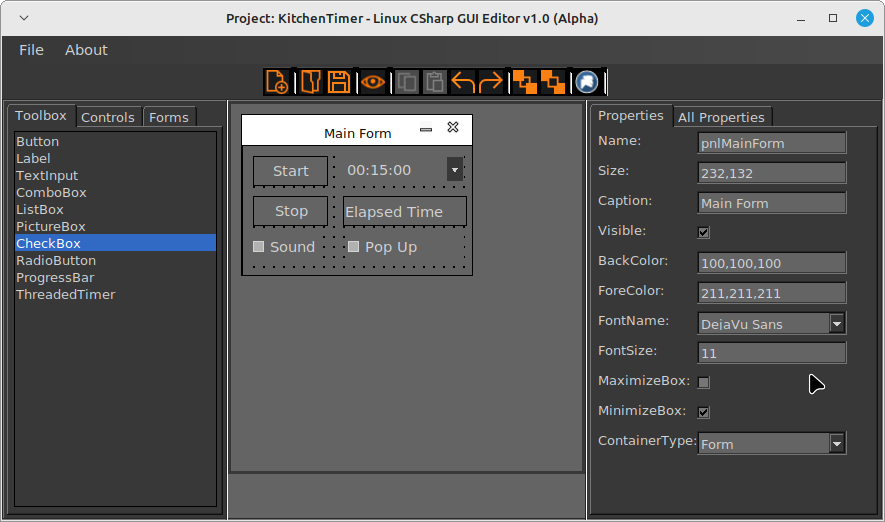 Project: KitchenTimer - Linux CSharp GUI Editor v1.0 (Alpha)
File About
Toolbox Controls Forms
Button
Label
TextInput
ComboBox
ListBox
PictureBox
CheckBox
RadioButton
ProgressBar
ThreadedTimer
Main Form
Start 00:15:00
Stop Elapsed Time
Sound Pop Up
Properties All Properties
Name: pnlMainForm
Size: 232,132
Caption: Main Form
Visible:
BackColor: 100,100,100
ForeColor: 211,211,211
FontName: DejaVu Sans
FontSize: 11
MaximizeBox:
MinimizeBox:
ContainerType: Form